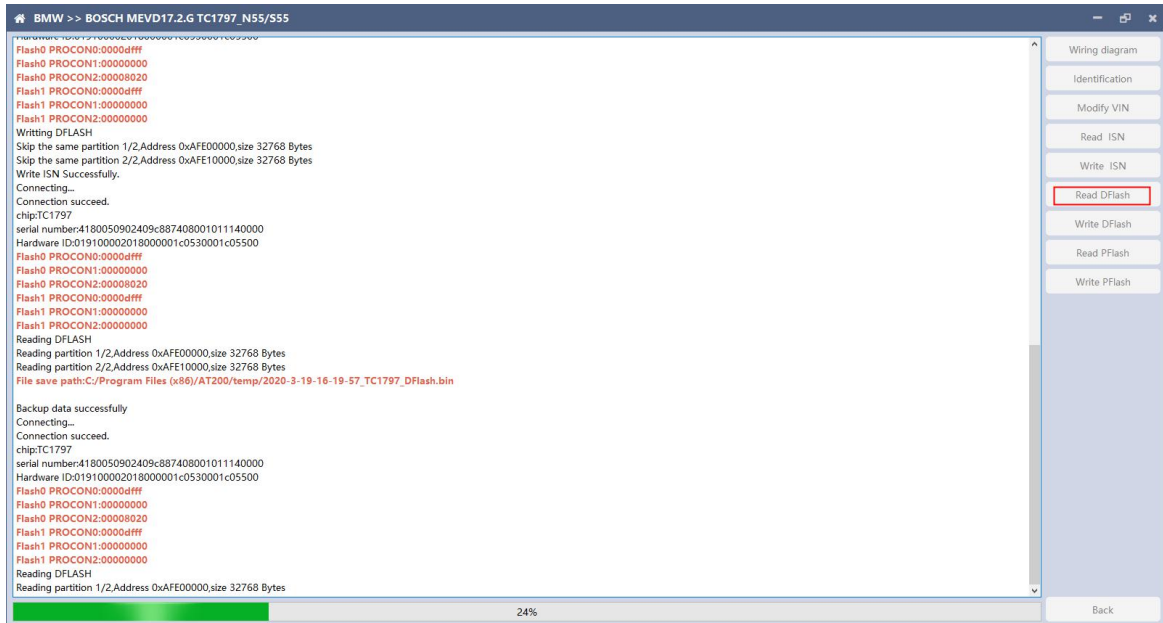 BMW >> BOSCH MEVD17.2.G TC1797_N55/S55
Flash0 PROCON0:0000dfff
Flash0 PROCON1:00000000
Flash0 PROCON2:00008020
Flash1 PROCON0:0000dfff
Flash1 PROCON1:00000000
Flash1 PROCON2:00000000
Writting DFLASH
Skip the same partition 1/2,Address 0xAFE00000,size 32768 Bytes
Skip the same partition 2/2,Address 0xAFE10000,size 32768 Bytes
Write ISN Successfully.
Connecting...
Connection succeed.
chip:TC1797
serial number:4180050902409c887408001011140000
Hardware ID:019100002018000001c0530001c05500
Flash0 PROCON0:0000dfff
Flash0 PROCON1:00000000
Flash0 PROCON2:00008020
Flash1 PROCON0:0000dfff
Flash1 PROCON1:00000000
Flash1 PROCON2:00000000
Reading DFLASH
Reading partition 1/2,Address 0xAFE00000,size 32768 Bytes
Reading partition 2/2,Address 0xAFE10000,size 32768 Bytes
File save path:C:/Program Files (x86)/AT200/temp/2020-3-19-16-19-57_TC1797_DFlash.bin
Backup data successfully
Connecting...
Connection succeed.
chip:TC1797
serial number:4180050902409c887408001011140000
Hardware ID:019100002018000001c0530001c05500
Flash0 PROCON0:0000dfff
Flash0 PROCON1:00000000
Flash0 PROCON2:00008020
Flash1 PROCON0:0000dfff
Flash1 PROCON1:00000000
Flash1 PROCON2:00000000
Reading DFLASH
Reading partition 1/2,Address 0xAFE00000,size 32768 Bytes
24%
Wiring diagram
Identification
Modify VIN
Read ISN
Write ISN
Read DFlash
Write DFlash
Read PFlash
Write PFlash
Back